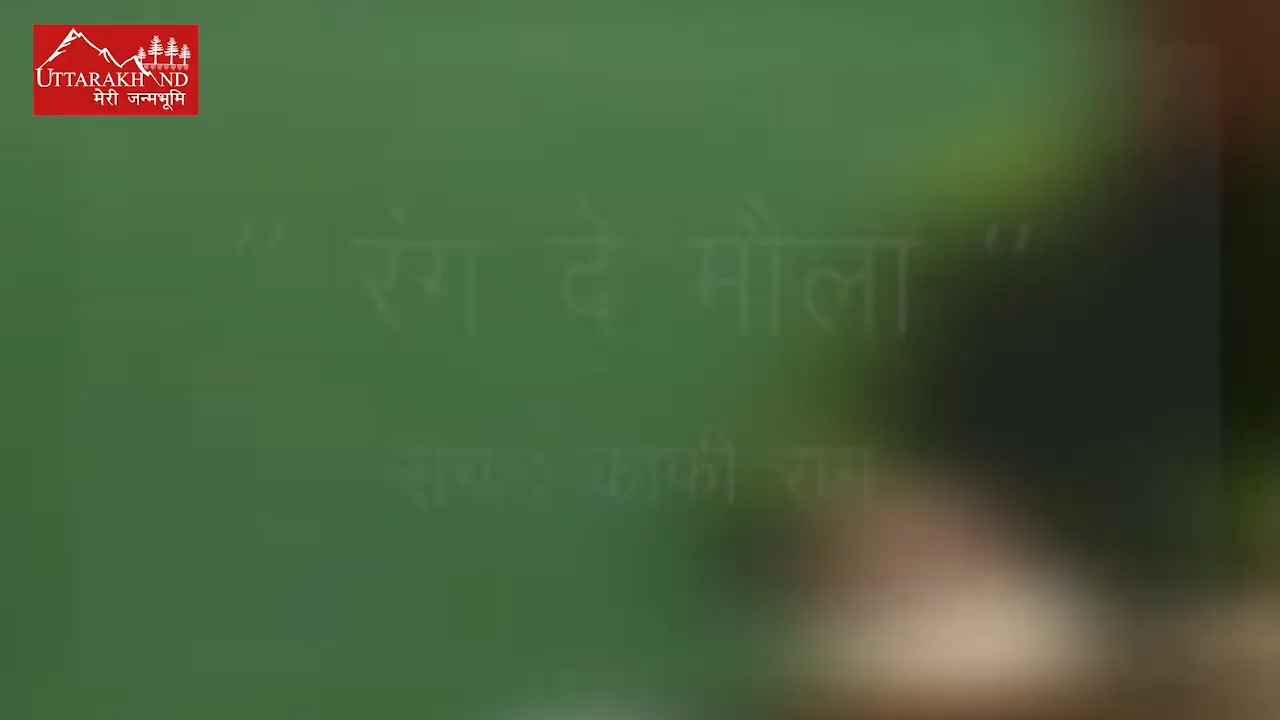 UTTARAKHAND
मेरी जन्मभूमि
" रंग दे मौला "
: काफी राग